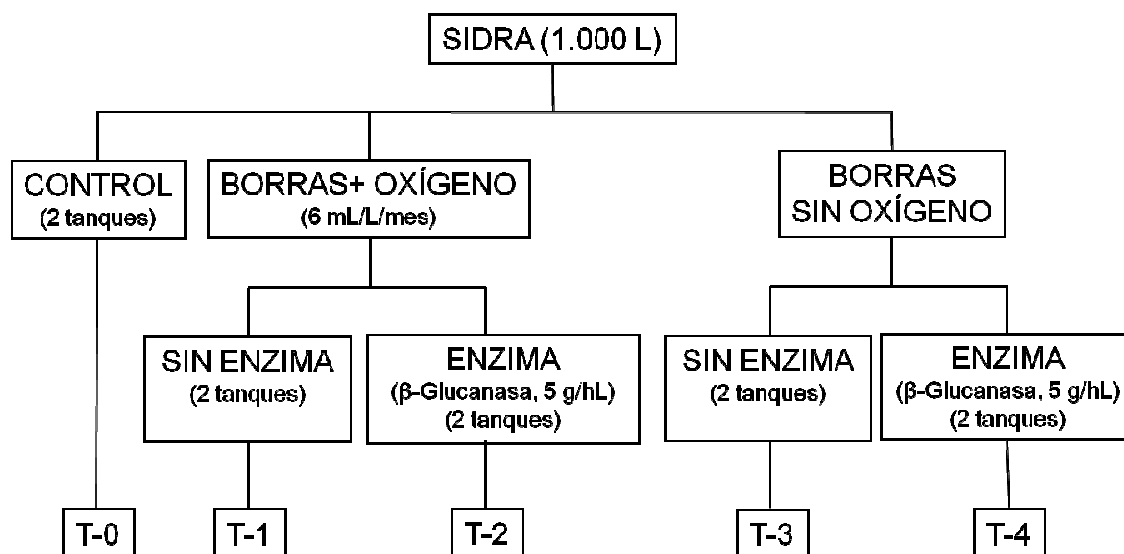 SIDRA (1.000 L)
CONTROL
(2 tanques)
BORRAS+ OXÍGENO
(6 mL/L/mes)
BORRAS
SIN OXÍGENO
SIN ENZIMA
(2 tanques)
ENZIMA
(β-Glucanasa, 5 g/hL)
(2 tanques)
SIN ENZIMA
(2 tanques)
ENZIMA
(β-Glucanasa, 5 g/hL)
(2 tanques)
T-0
T-1
T-2
T-3
T-4